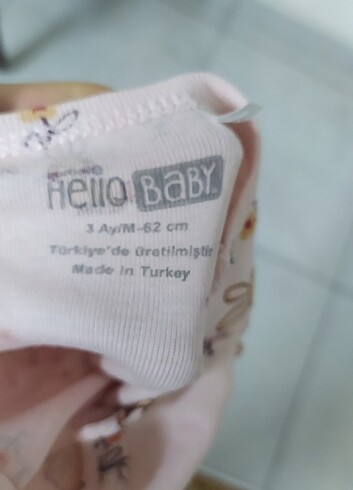 Hello BaBY
3 Ay/M-62 cm
Türkiye'de üretilmiştir
Made in Turkey